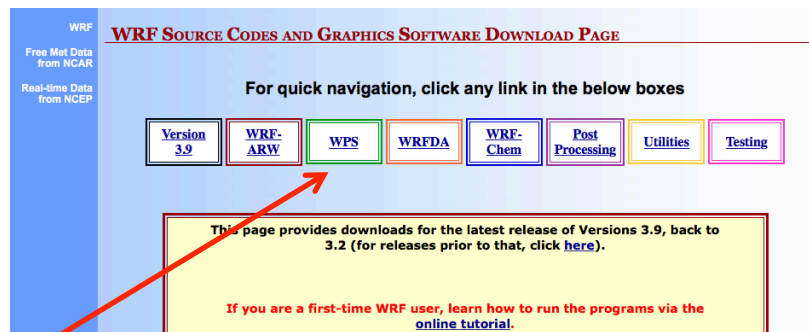 WRF
Free Met Data
from NCAR
Real-time Data
from NCEP
WRF SOURCE CODES AND GRAPHICS SOFTWARE DOWNLOAD PAGE
For quick navigation, click any link in the below boxes
Version
3.9
WRF-
ARW
WPS
WRFDA
WRF-
Chem
Post
Processing
Utilities
Testing
This page provides downloads for the latest release of Versions 3.9, back to
3.2 (for releases prior to that, click here).
If you are a first-time WRF user, learn how to run the programs via the
online tutorial.